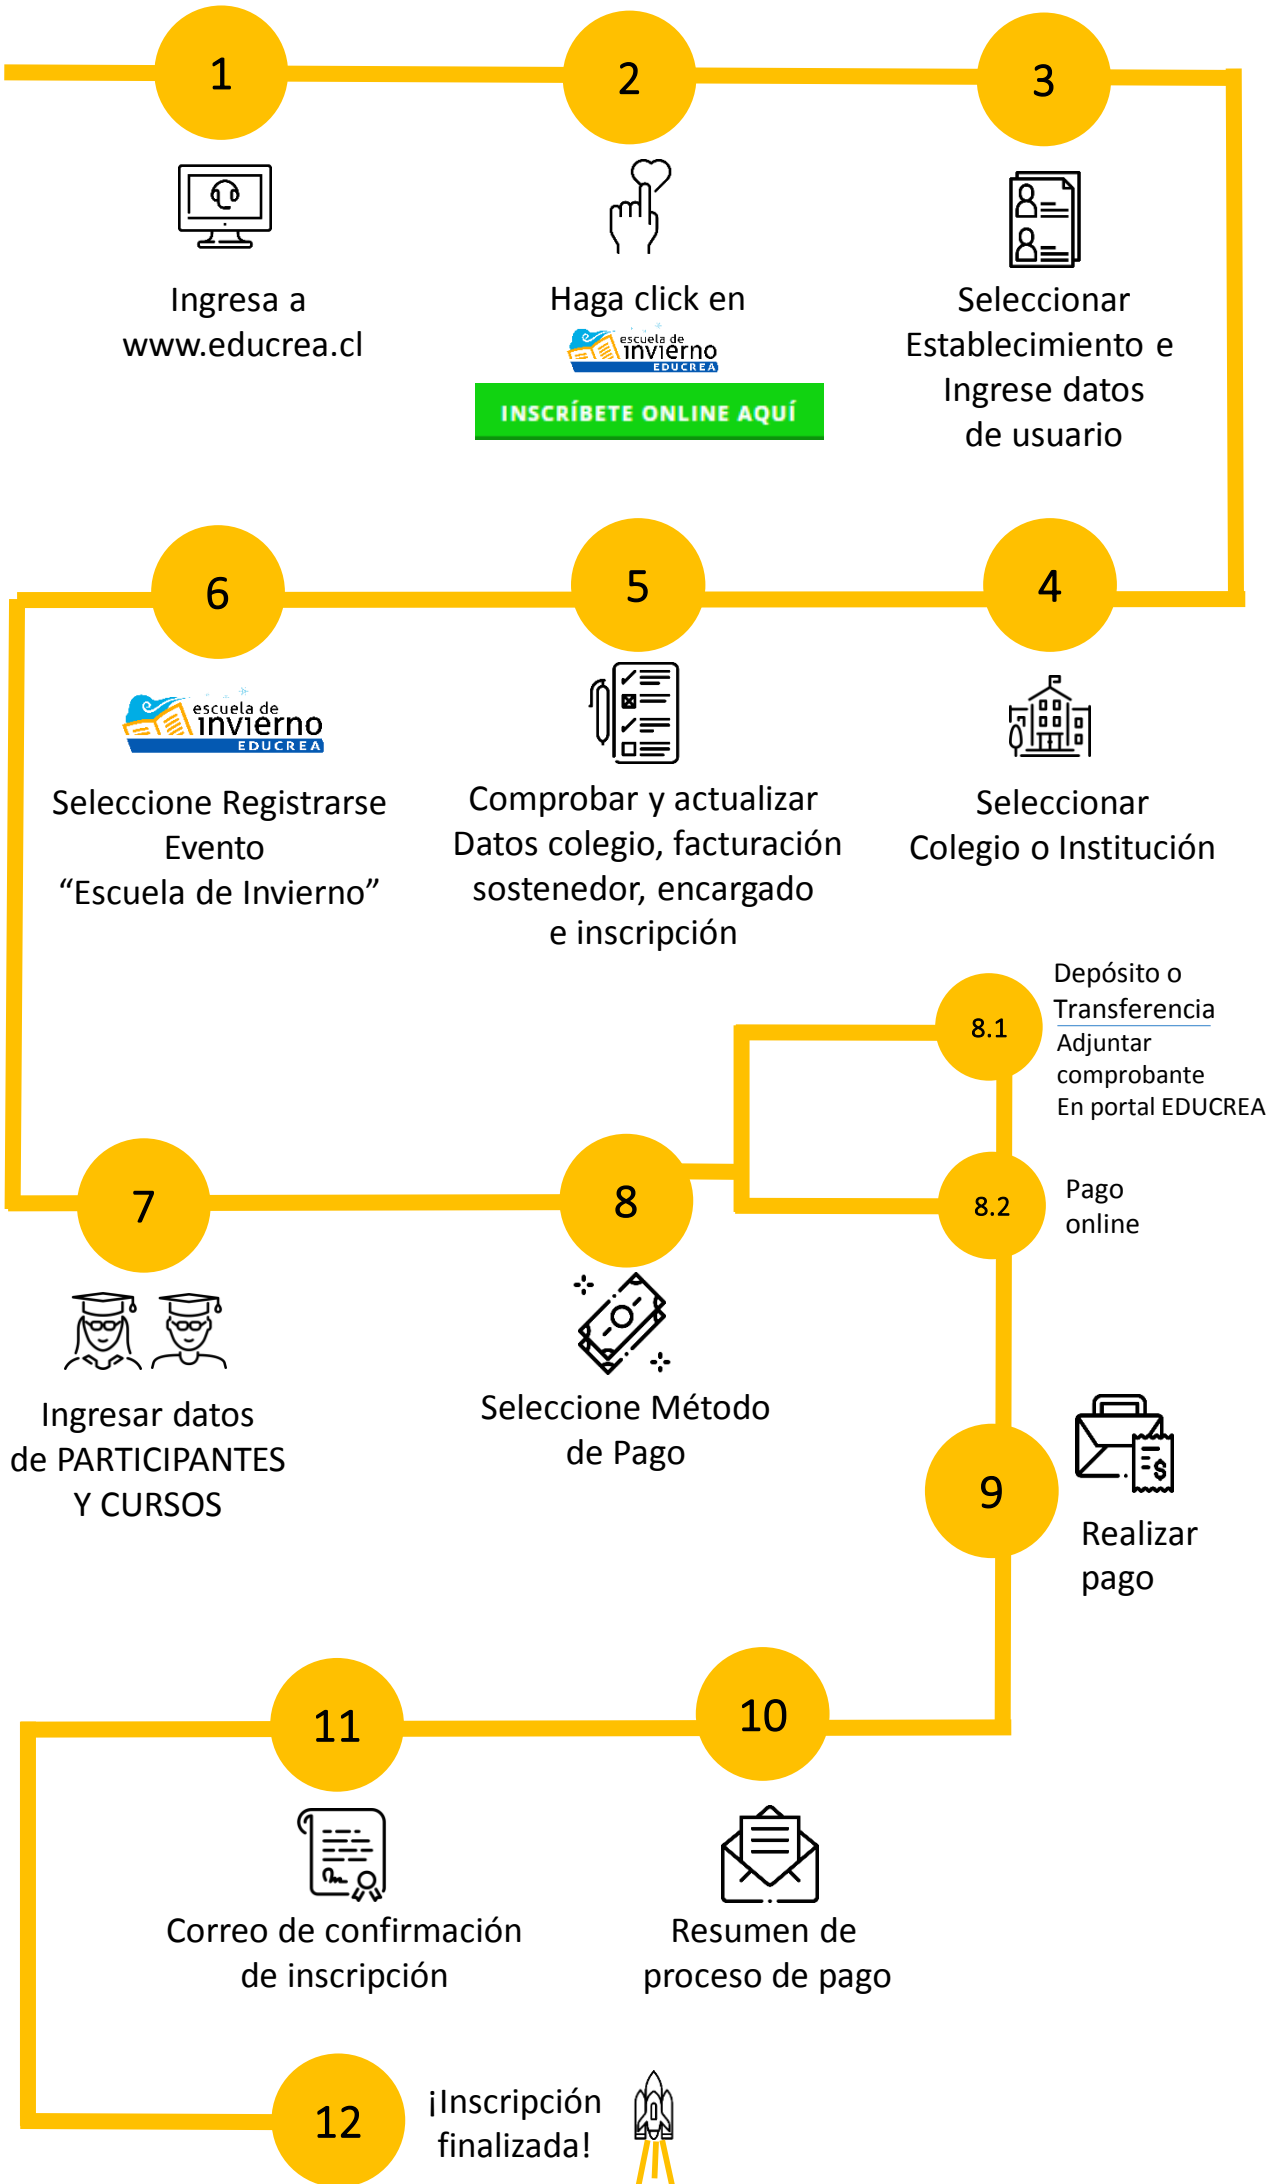 1
Ingresa a
www.educrea.cl
2
Haga click en
escuela de
invierno
EDUCREA
INSCRÍBETE ONLINE AQUÍ
3
Seleccionar
Establecimiento e
Ingrese datos
de usuario
4
Seleccionar
Colegio o Institución
5
Comprobar y actualizar
Datos colegio, facturación
sostenedor, encargado
e inscripción
6
escuela de
invierno
EDUCREA
Seleccione Registrarse
Evento
“Escuela de Invierno”
7
Ingresar datos
de PARTICIPANTES
Y CURSOS
8
Seleccione Método
de Pago
8.1
Depósito o
Transferencia
Adjuntar
comprobante
En portal EDUCREA
8.2
Pago
online
9
$
Realizar
pago
10
Resumen de
proceso de pago
11
Correo de confirmación
de inscripción
12
¡Inscripción
finalizada!